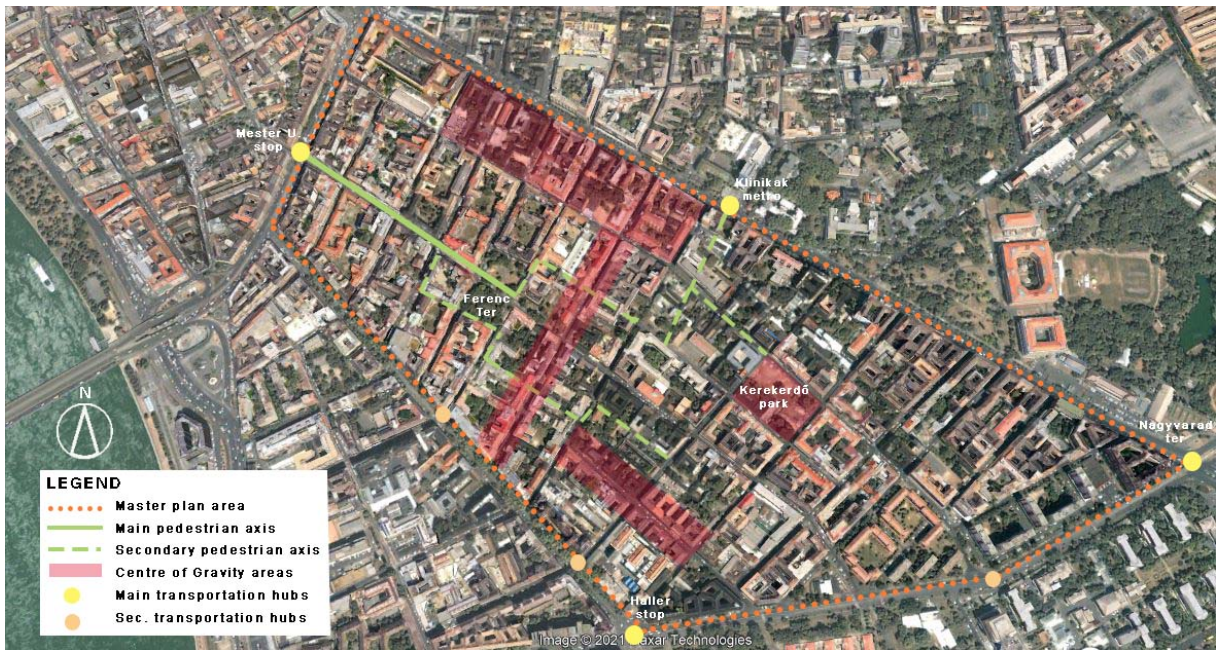 Mester U.
stop
Klinikak
metro
Ferenc
Ter
Kerekerdő
park
Nagyvarad
ter
N
LEGEND
Master plan area
Main pedestrian axis
Secondary pedestrian axis
Centre of Gravity areas
Main transportation hubs
Sec. transportation hubs
Haller
stop
Image © 2021 Maxar Technologies